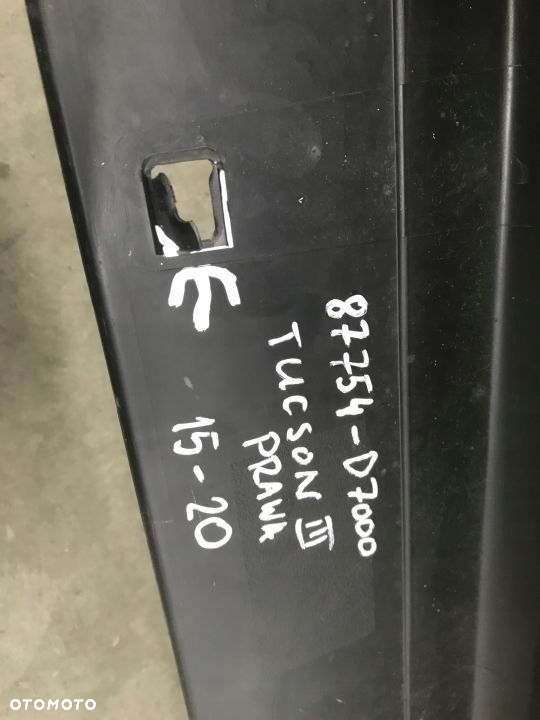 87754-D7000
TUCSON III
PRAWA
15-20
OTOMOTO